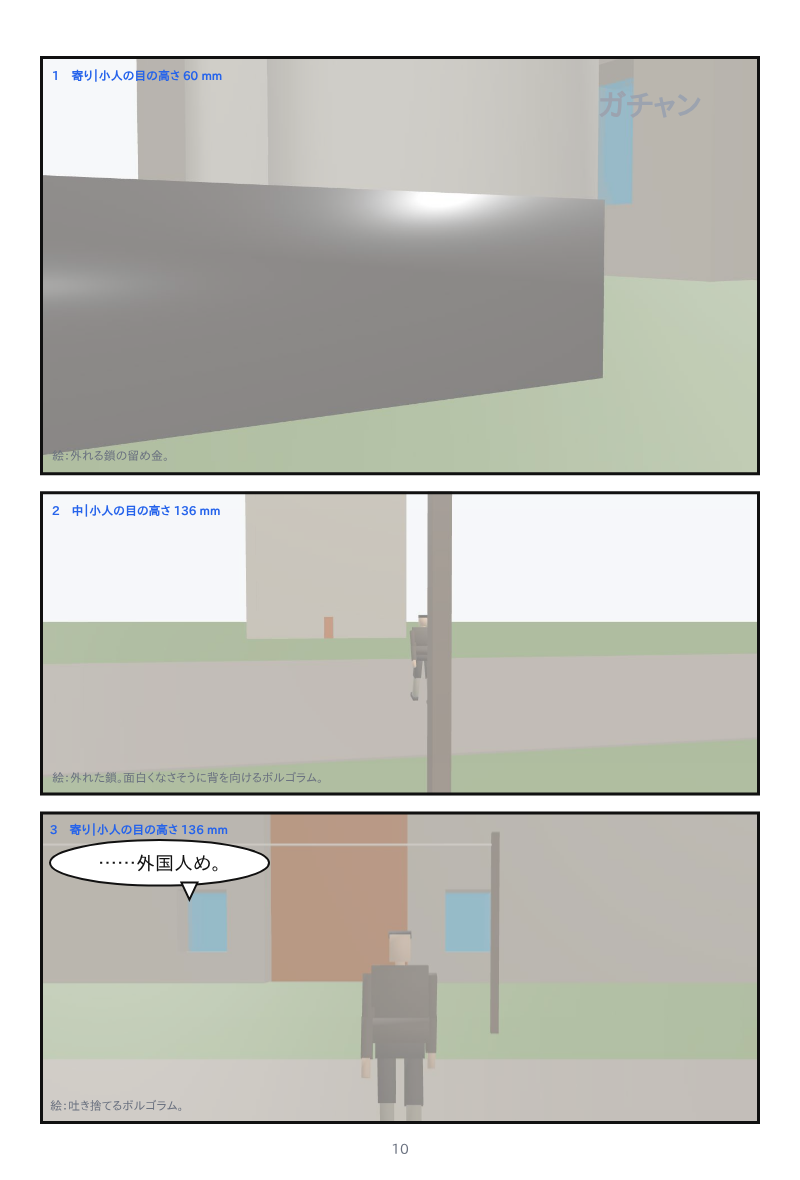 1 寄り|小人の目の高さ 60 mm
ガチャン
絵:外れる鎖の留め金。
2 中|小人の目の高さ 136 mm
絵:外れた鎖。面白くなさそうに背を向けるボルゴラム。
3 寄り|小人の目の高さ 136 mm
……外国人め。
絵:吐き捨てるボルゴラム。
10